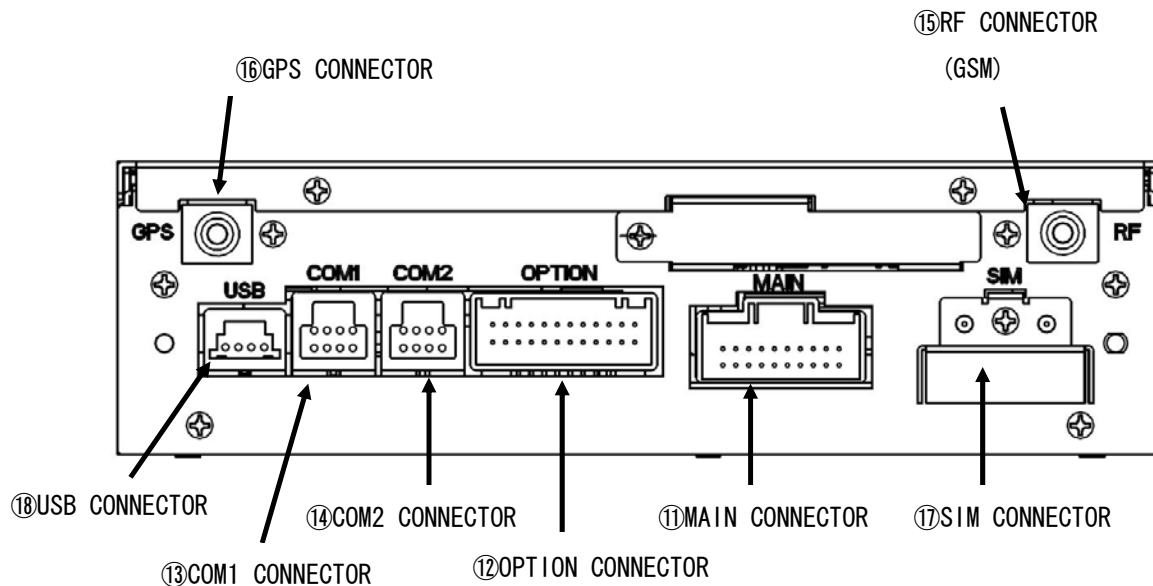 ⑮RF CONNECTOR
(GSM)
⑯GPS CONNECTOR
GPS
RF
USB
COM1
COM2
OPTION
MAIN
SIM
⑱USB CONNECTOR
⑭COM2 CONNECTOR
⑪MAIN CONNECTOR
⑰SIM CONNECTOR
⑬COM1 CONNECTOR
⑫OPTION CONNECTOR